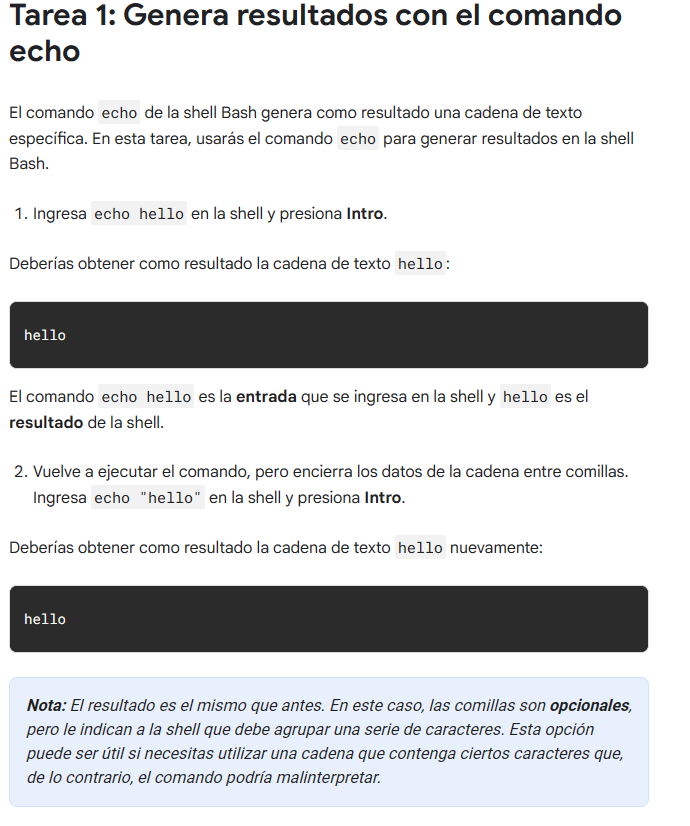 Tarea 1: Genera resultados con el comando
echo
El comando echo de la shell Bash genera como resultado una cadena de texto
específica. En esta tarea, usarás el comando echo para generar resultados en la shell
Bash.
1. Ingresa echo hello en la shell y presiona Intro.
Deberías obtener como resultado la cadena de texto hello:
hello
El comando echo hello es la entrada que se ingresa en la shell y hello es el
resultado de la shell.
2. Vuelve a ejecutar el comando, pero encierra los datos de la cadena entre comillas.
Ingresa echo "hello" en la shell y presiona Intro.
Deberías obtener como resultado la cadena de texto hello nuevamente:
hello
Nota: El resultado es el mismo que antes. En este caso, las comillas son opcionales,
pero le indican a la shell que debe agrupar una serie de caracteres. Esta opción
puede ser útil si necesitas utilizar una cadena que contenga ciertos caracteres que,
de lo contrario, el comando podría malinterpretar.